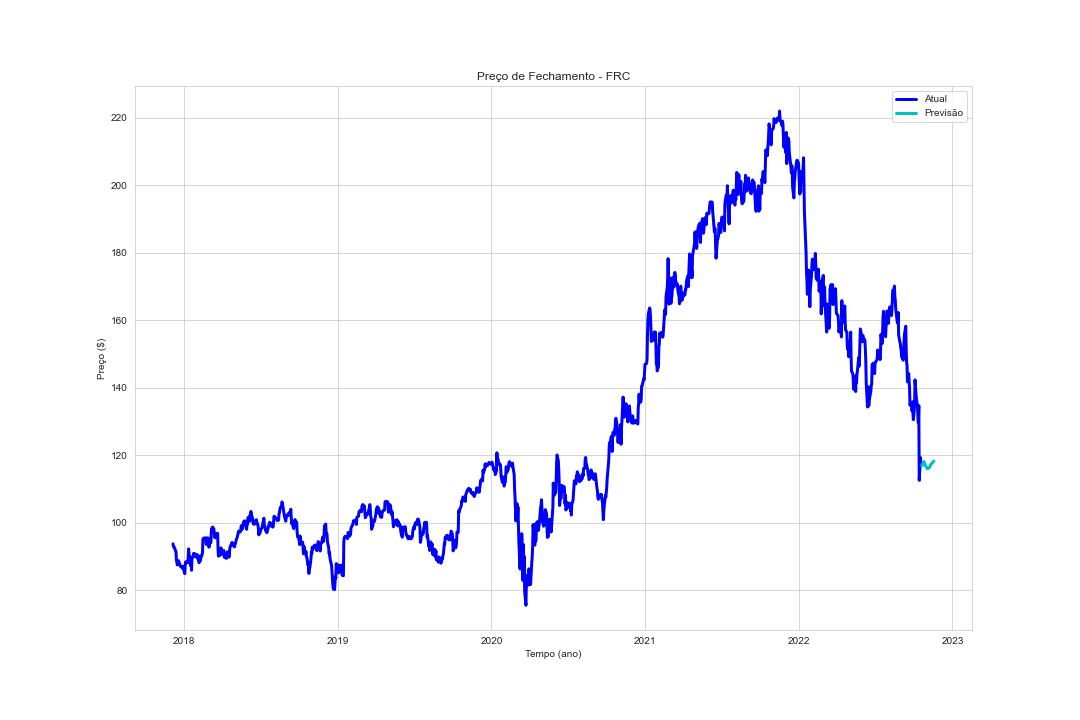 Preço de Fechamento - FRC
Atual
Previsão
220
200
180
160
140
120
100
80
Preço ($)
2018 2019 2020 2021 2022 2023
Tempo (ano)